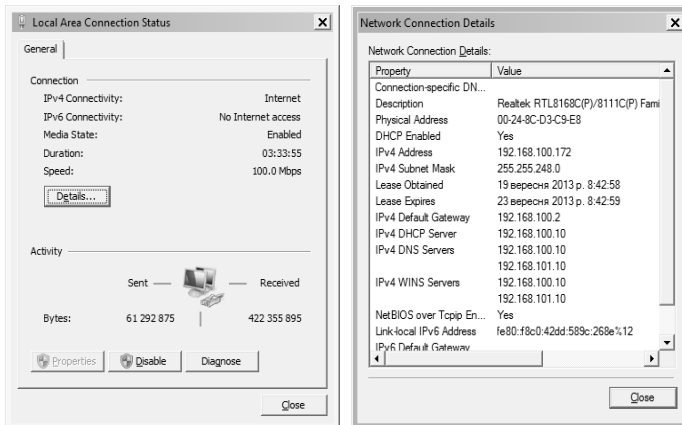 Local Area Connection Status
General
Connection
IPv4 Connectivity: Internet
IPv6 Connectivity: No Internet access
Media State: Enabled
Duration: 03:33:55
Speed: 100.0 Mbps
Details...
Activity
Sent Received
Bytes: 61 292 875 422 355 895
Properties Disable Diagnose
Close
Network Connection Details
Network Connection Details:
Property Value
Connection-specific DN...
Description Realtek RTL8168C(P)/8111C(P) Fami
Physical Address 00-24-8C-D3-C9-E8
DHCP Enabled Yes
IPv4 Address 192.168.100.172
IPv4 Subnet Mask 255.255.248.0
Lease Obtained 19 вересня 2013 р. 8:42:58
Lease Expires 23 вересня 2013 р. 8:42:59
IPv4 Default Gateway 192.168.100.2
IPv4 DHCP Server 192.168.100.10
IPv4 DNS Servers 192.168.100.10
192.168.101.10
IPv4 WINS Servers 192.168.100.10
192.168.101.10
NetBIOS over Tcpip En... Yes
Link-local IPv6 Address fe80::f8c0:42dd:589c:268e%12
IPv6 Default Gateway
Close